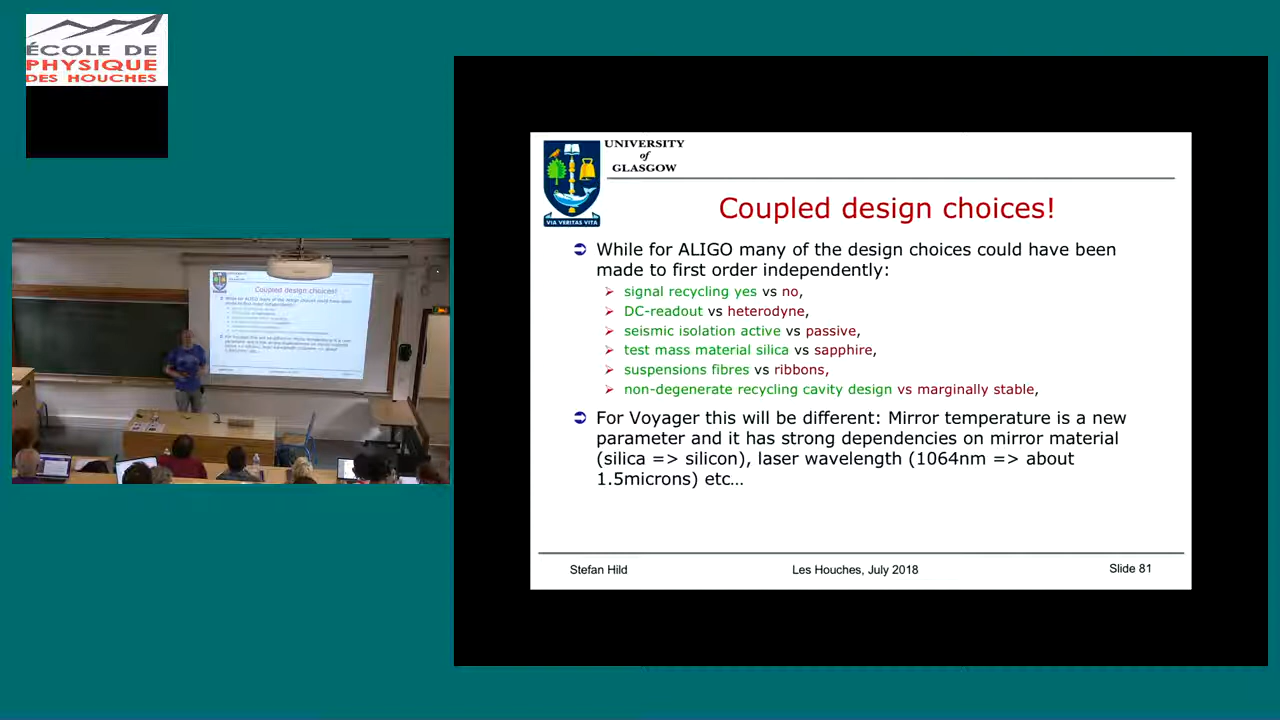 ÉCOLE DE
PHYSIQUE
DES HOUCHES
UNIVERSITY
of
GLASGOW
VIA VERITAS VITA
Coupled design choices!
While for ALIGO many of the design choices could have been
made to first order independently:
signal recycling yes vs no,
DC-readout vs heterodyne,
seismic isolation active vs passive,
test mass material silica vs sapphire,
suspensions fibres vs ribbons,
non-degenerate recycling cavity design vs marginally stable,
For Voyager this will be different: Mirror temperature is a new
parameter and it has strong dependencies on mirror material
(silica => silicon), laser wavelength (1064nm => about
1.5microns) etc…
Stefan Hild
Les Houches, July 2018
Slide 81
Coupled design choices!